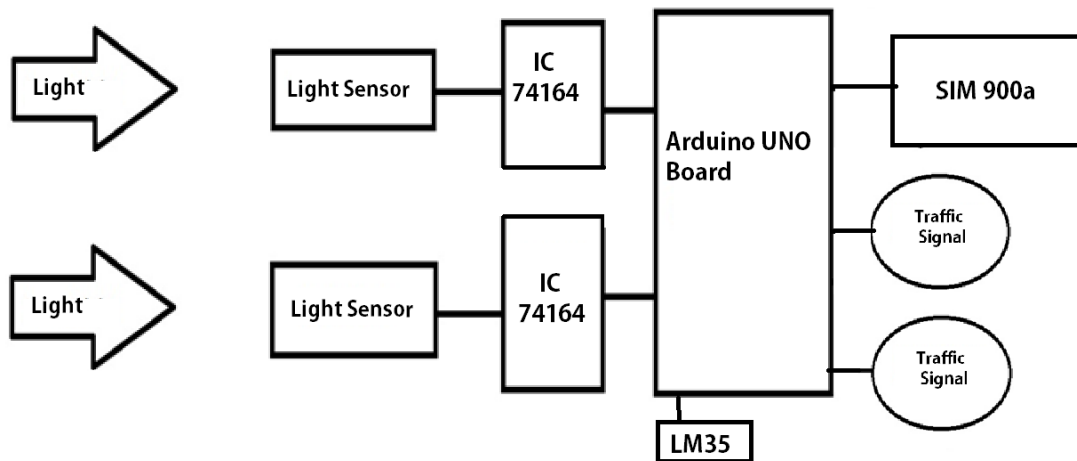 Light
Light Sensor
IC
74164
Arduino UNO
Board
SIM 900a
Traffic
Signal
Light
Light Sensor
IC
74164
Traffic
Signal
LM35